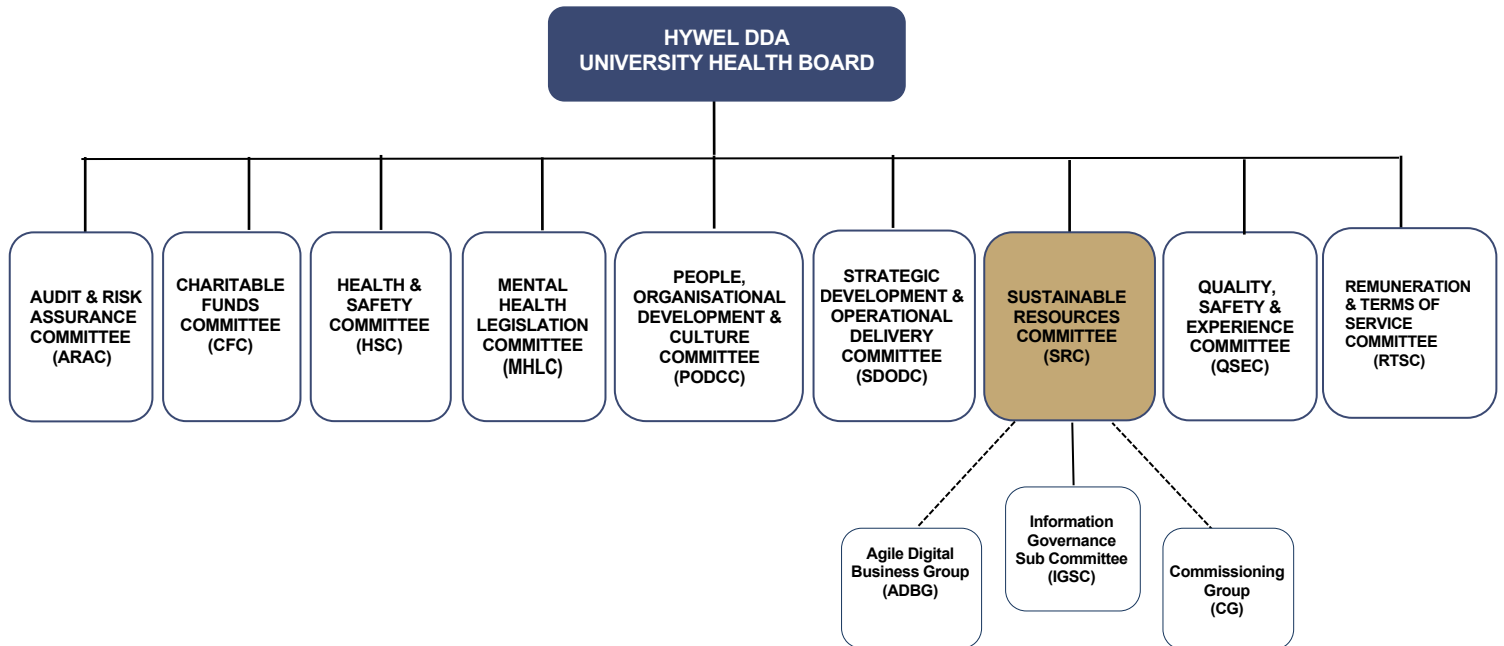 HYWEL DDA
UNIVERSITY HEALTH BOARD
AUDIT & RISK
ASSURANCE
COMMITTEE
(ARAC)
CHARITABLE
FUNDS
COMMITTEE
(CFC)
HEALTH &
SAFETY
COMMITTEE
(HSC)
MENTAL
HEALTH
LEGISLATION
COMMITTEE
(MHLC)
PEOPLE,
ORGANISATIONAL
DEVELOPMENT &
CULTURE
COMMITTEE
(PODCC)
STRATEGIC
DEVELOPMENT &
OPERATIONAL
DELIVERY
COMMITTEE
(SDODC)
SUSTAINABLE
RESOURCES
COMMITTEE
(SRC)
QUALITY,
SAFETY &
EXPERIENCE
COMMITTEE
(QSEC)
REMUNERATION
& TERMS OF
SERVICE
COMMITTEE
(RTSC)
Agile Digital
Business Group
(ADBG)
Information
Governance
Sub Committee
(IGSC)
Commissioning
Group
(CG)